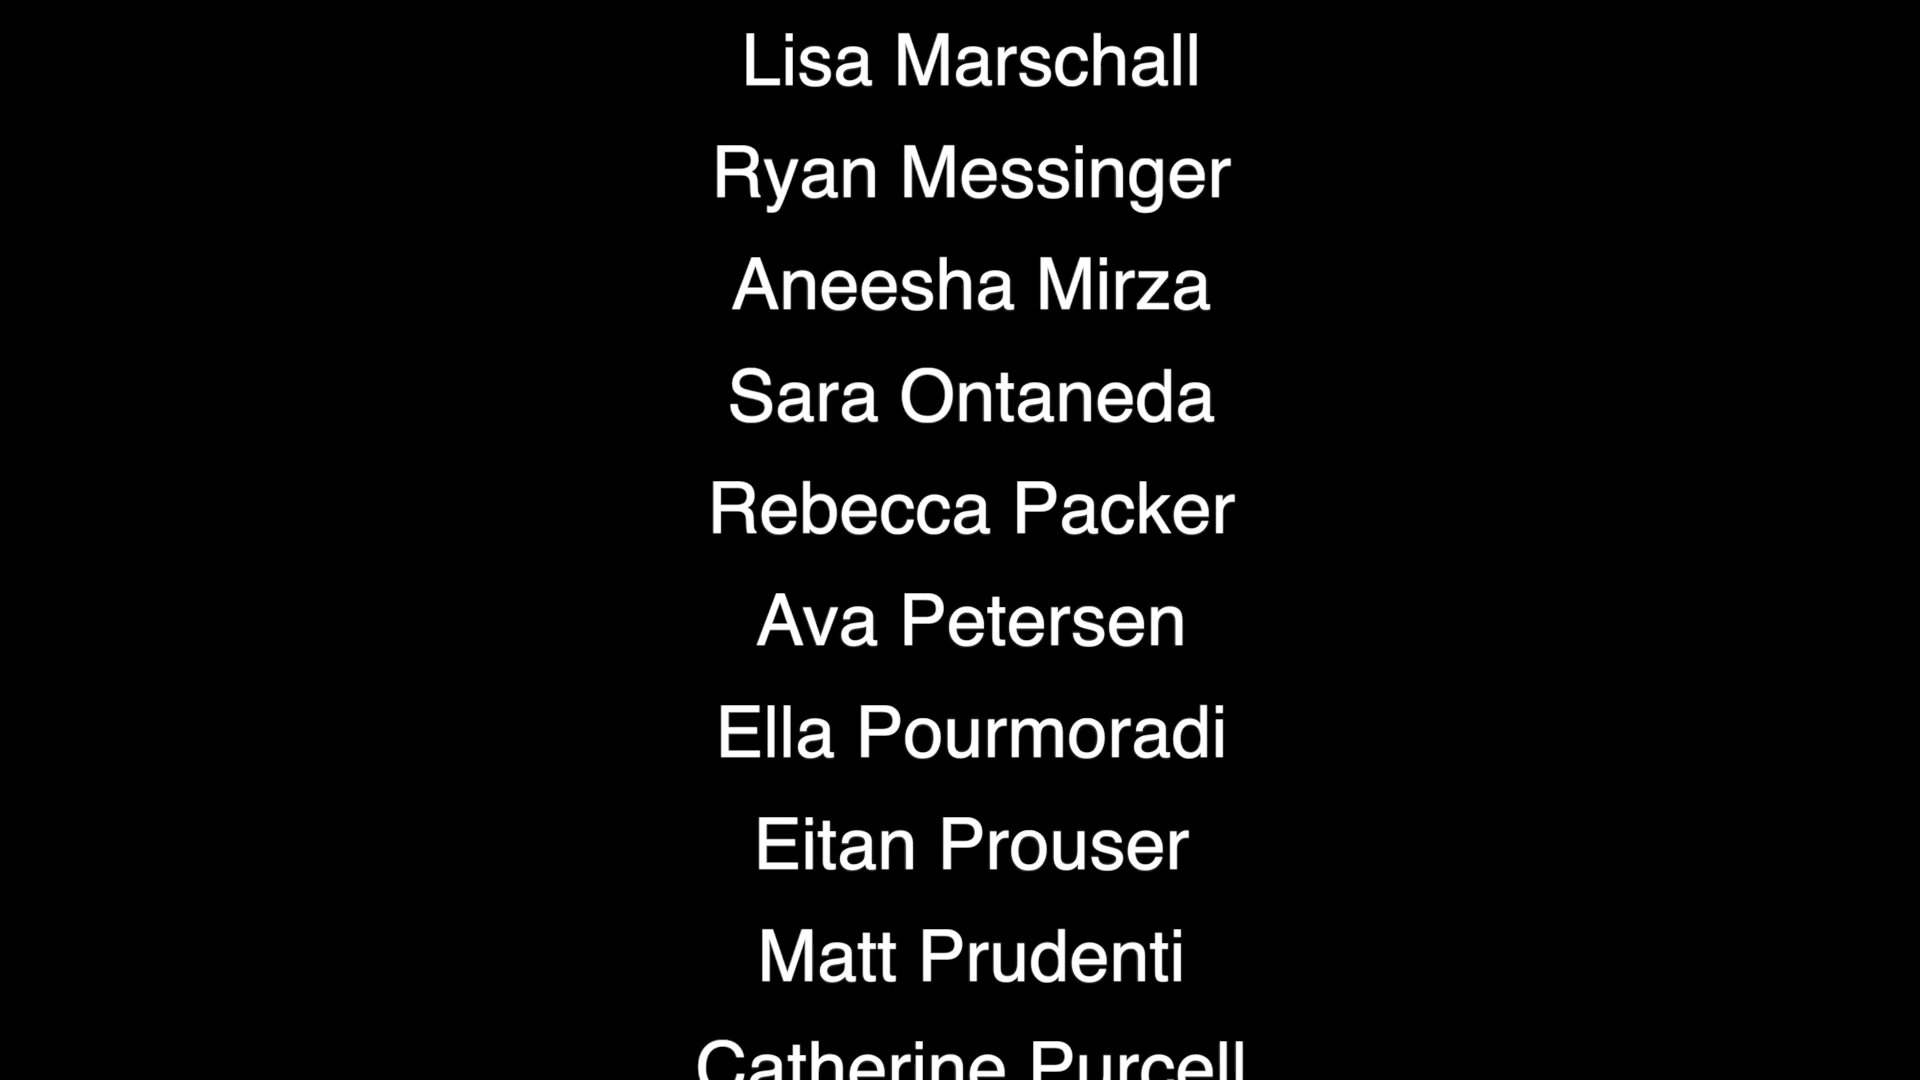 Lisa Marschall
Ryan Messinger
Aneesha Mirza
Sara Ontaneda
Rebecca Packer
Ava Petersen
Ella Pourmoradi
Eitan Prouser
Matt Prudenti
Catherine Purcell